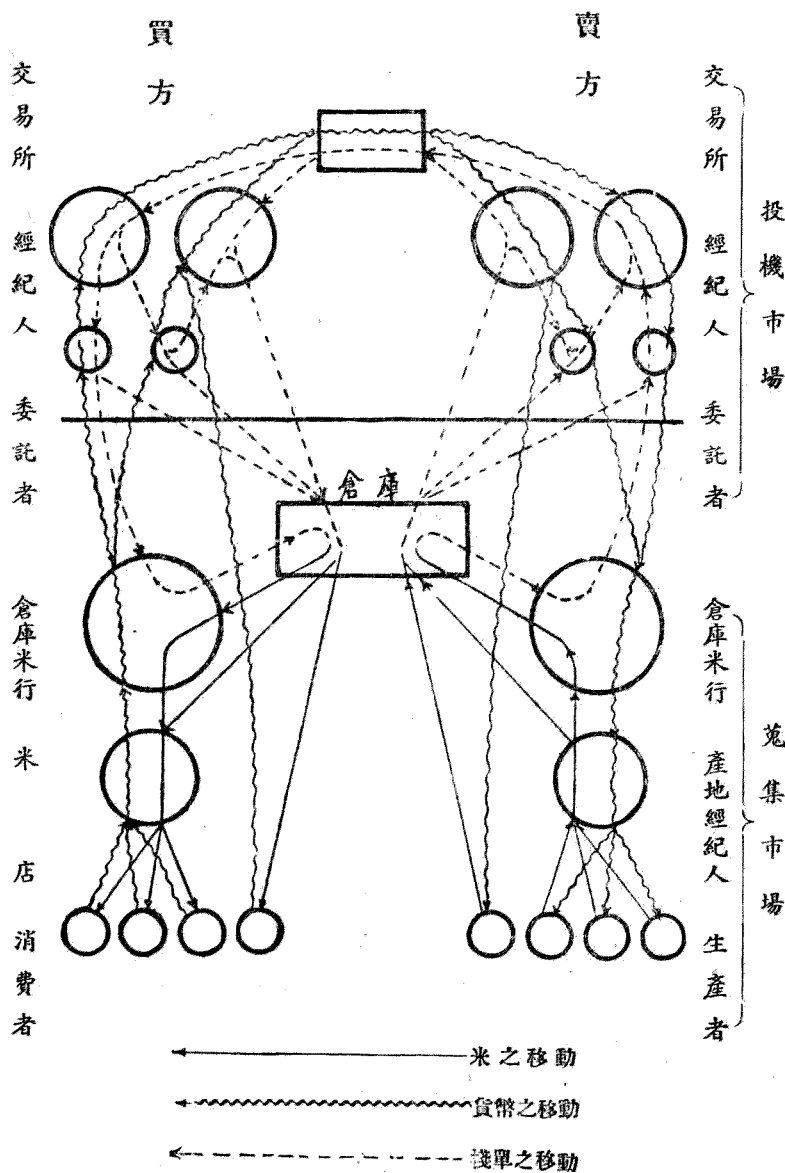 買方
賣方
交易所
經紀人
委託者
倉庫米行
米店
消費者
倉庫
交易所
經紀人
委託者
倉庫米行
產地經紀人
生產者
投機市場
蒐集市場
米之移動
貨幣之移動
棧單之移動